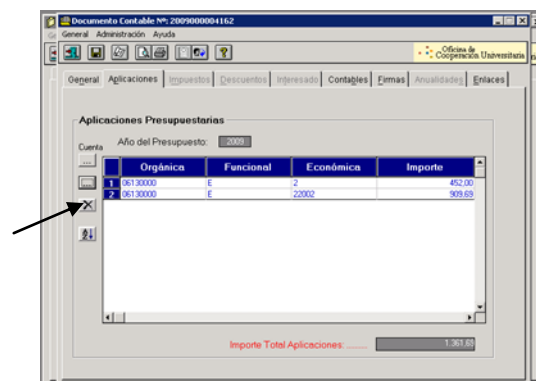 Documento Contable Nº: 2009000004162
General Administración Ayuda
Oficina de
Cooperación Universitaria
General Aplicaciones Impuestos Descuentos Interesado Contables Firmas Anualidades Enlaces
Aplicaciones Presupuestarias
Cuenta Año del Presupuesto: 2009
Orgánica Funcional Económica Importe
1 06130000 E 2 452,00
2 06130000 E 22002 909,69
Importe Total Aplicaciones: ........ 1.361,69